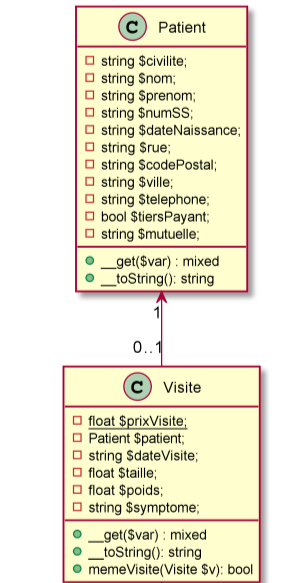 C Patient
string $civilite;
string $nom;
string $prenom;
string $numSS;
string $dateNaissance;
string $rue;
string $codePostal;
string $ville;
string $telephone;
bool $tiersPayant;
string $mutuelle;
__get($var) : mixed
__toString(): string
1
0..1
C Visite
float $prixVisite;
Patient $patient;
string $dateVisite;
float $taille;
float $poids;
string $symptome;
__get($var) : mixed
__toString(): string
memeVisite(Visite $v): bool